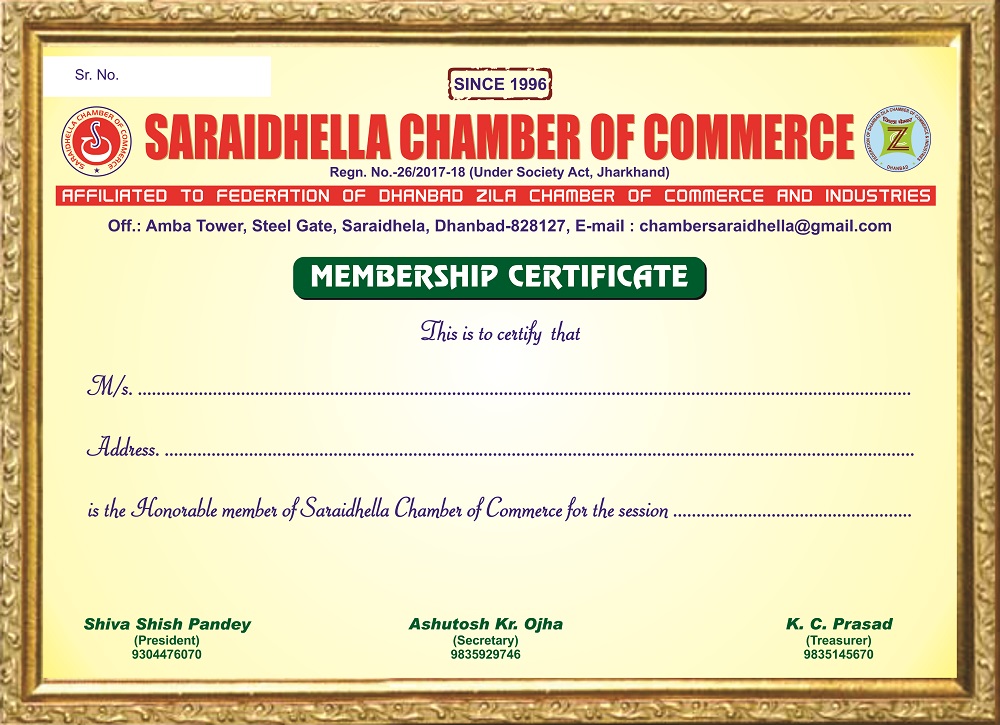 Sr. No.
SINCE 1996
SARAIDHELLA CHAMBER OF COMMERCE
SARAIDHELLA CHAMBER OF COMMERCE
Regn. No.-26/2017-18 (Under Society Act, Jharkhand)
AFFILIATED TO FEDERATION OF DHANBAD ZILA CHAMBER OF COMMERCE AND INDUSTRIES
Off.: Amba Tower, Steel Gate, Saraidhela, Dhanbad-828127, E-mail : chambersaraidhella@gmail.com
MEMBERSHIP CERTIFICATE
This is to certify that
M/s. ....................
Address. ....................
is the Honorable member of Saraidhella Chamber of Commerce for the session ....................
Shiva Shish Pandey
(President)
9304476070
Ashutosh Kr. Ojha
(Secretary)
9835929746
K. C. Prasad
(Treasurer)
9835145670